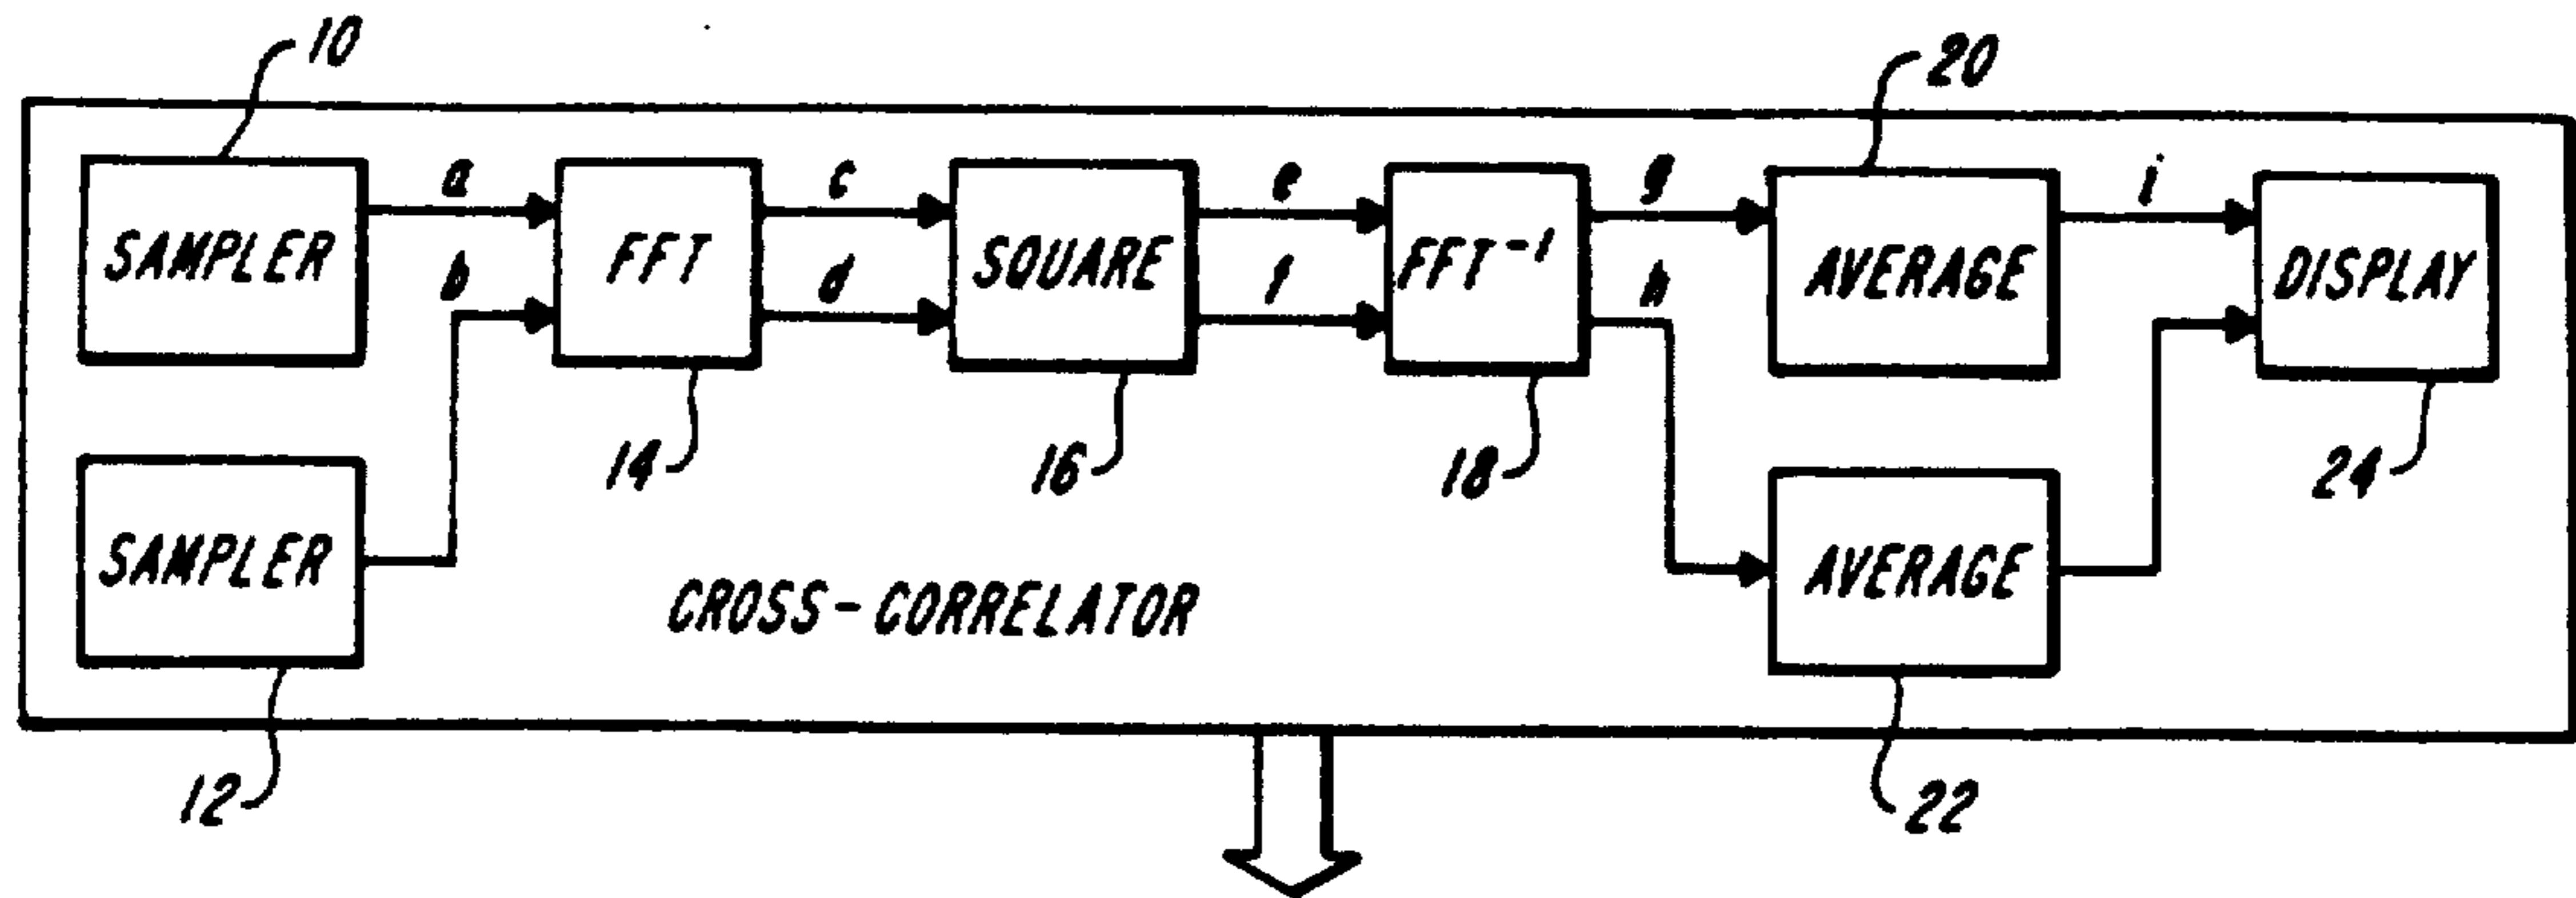 10
20
a
c
e
g
i
SAMPLER
FFT
SQUARE
FFT⁻¹
AVERAGE
DISPLAY
b
d
f
h
14
16
18
24
SAMPLER
AVERAGE
CROSS-CORRELATOR
12
22